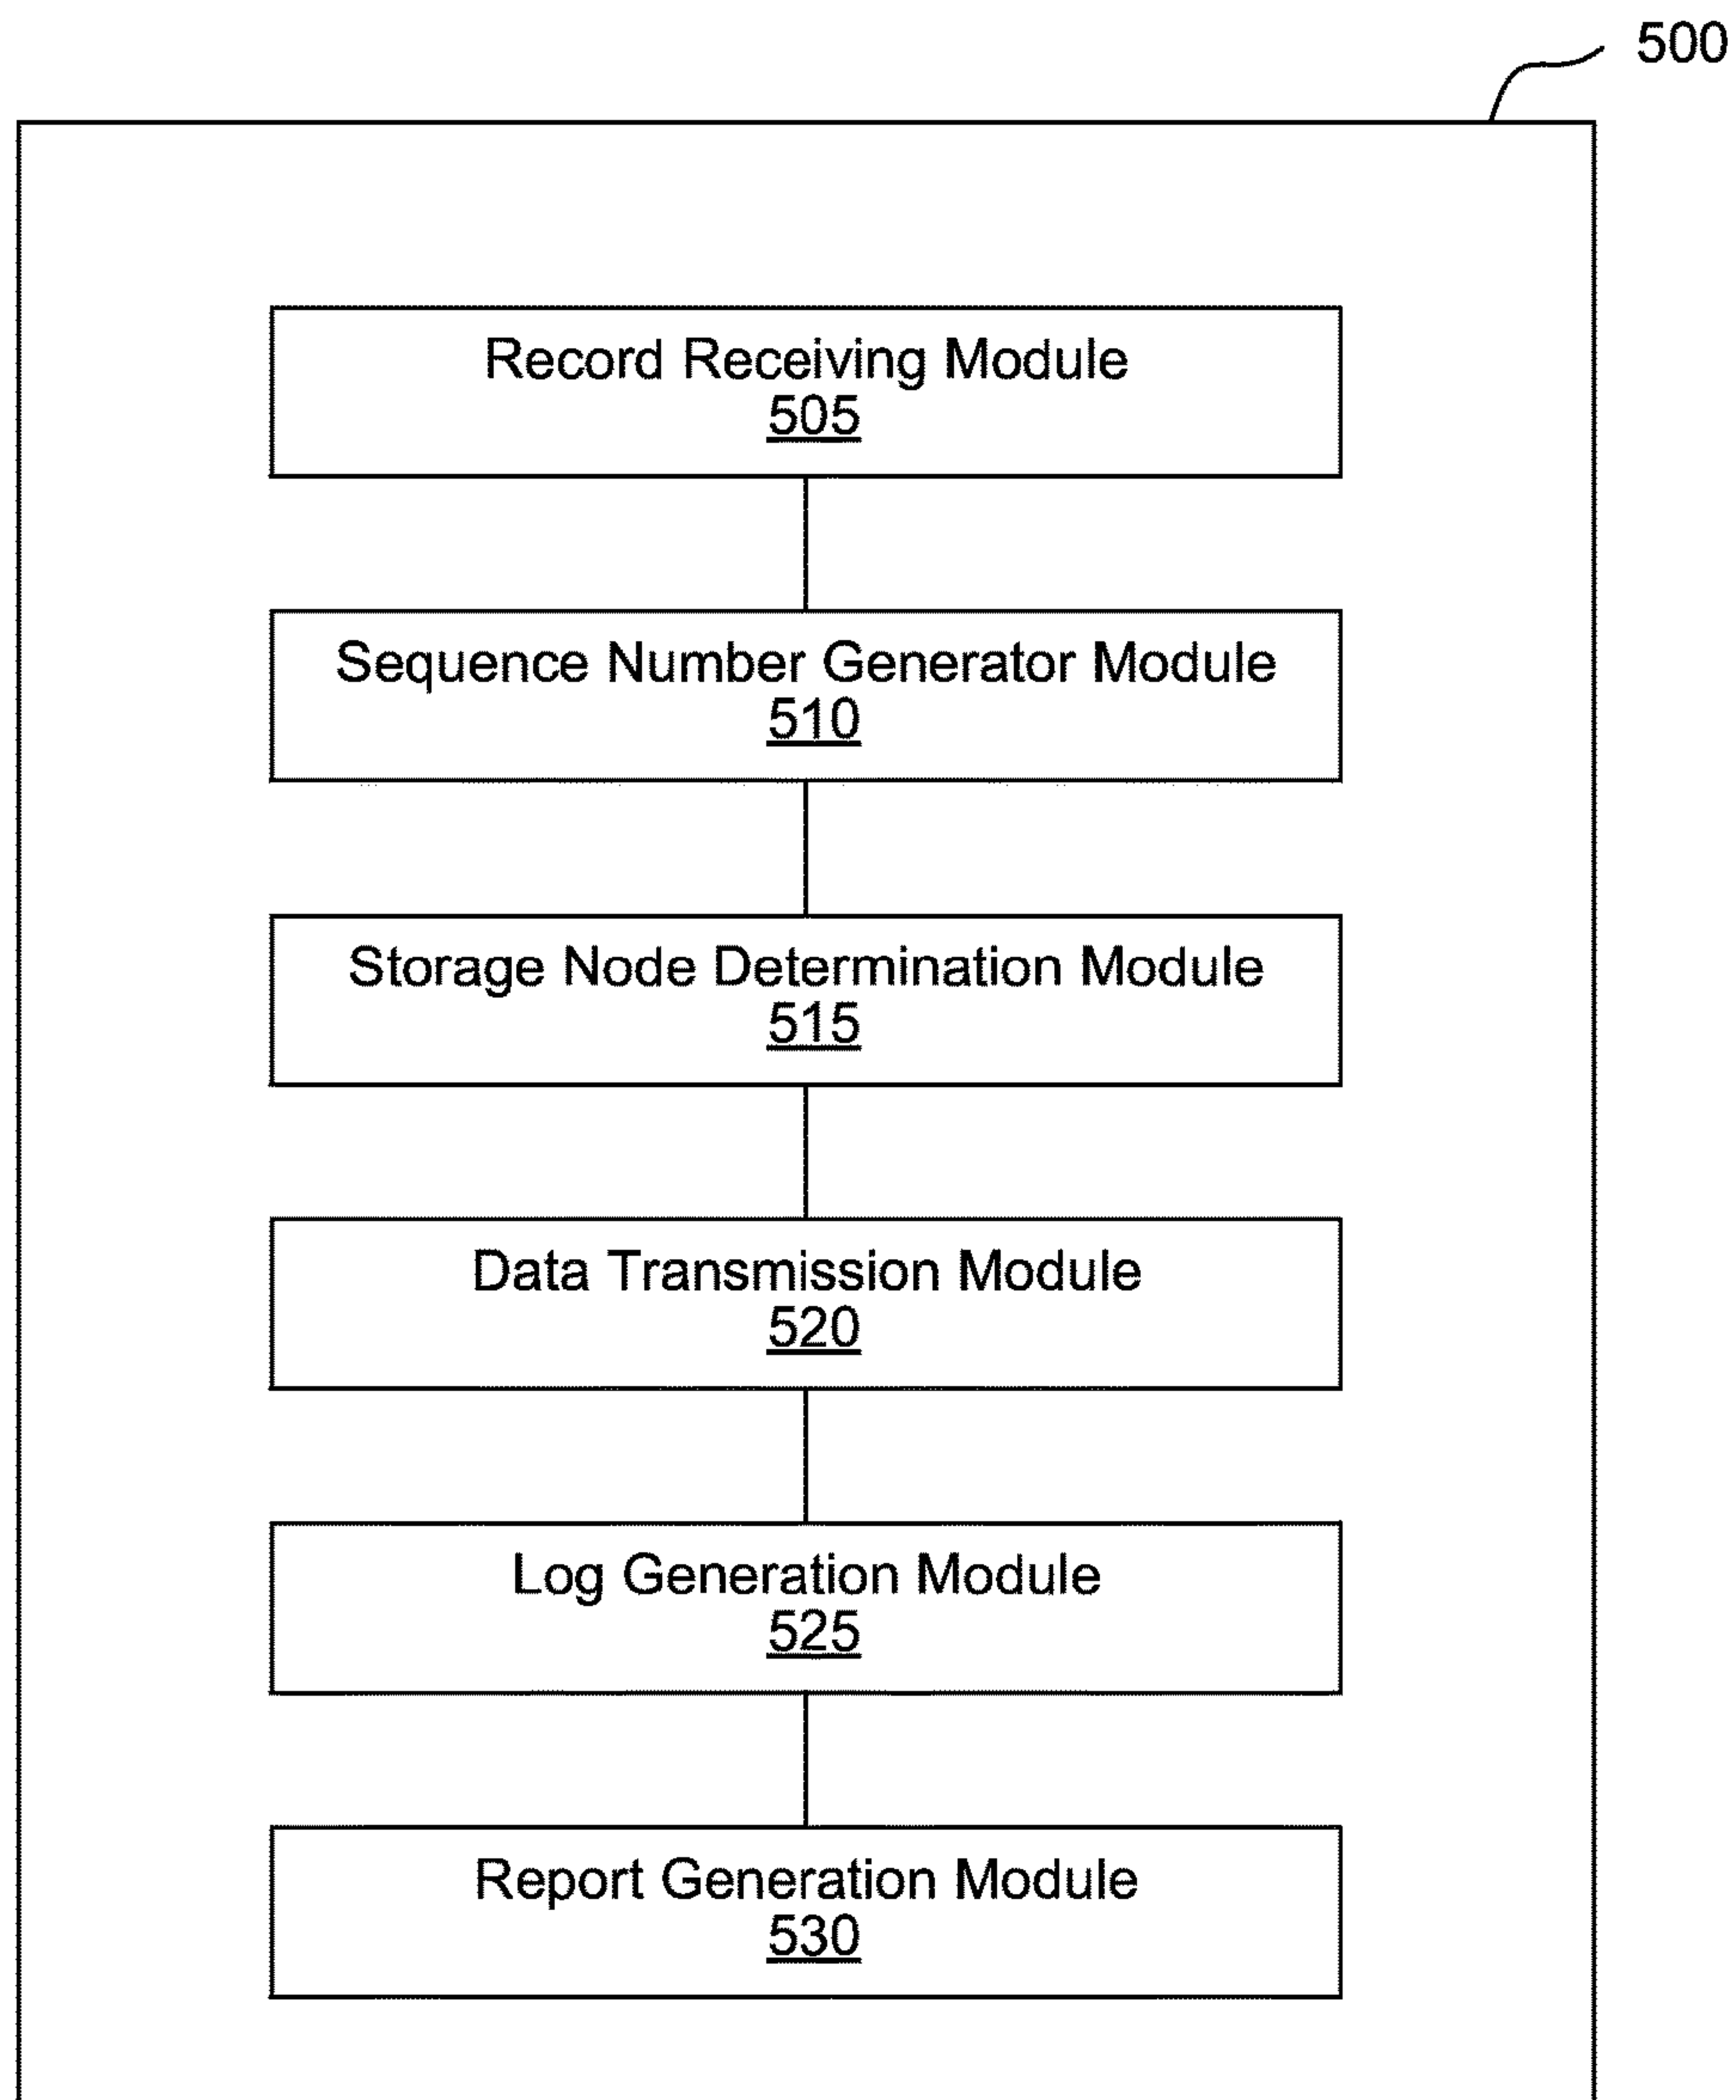 500
Record Receiving Module
505
Sequence Number Generator Module
510
Storage Node Determination Module
515
Data Transmission Module
520
Log Generation Module
525
Report Generation Module
530